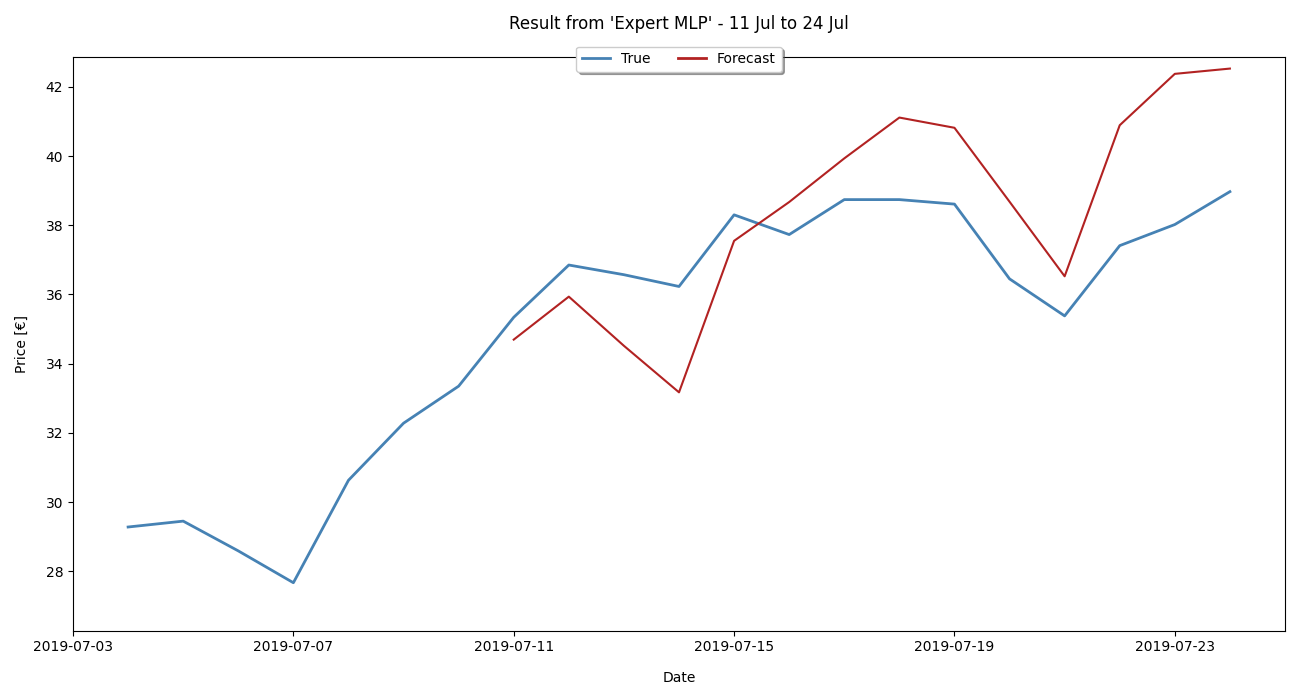 Result from 'Expert MLP' - 11 Jul to 24 Jul
True Forecast
42
40
38
36
34
32
30
28
Price [€]
2019-07-03 2019-07-07 2019-07-11 2019-07-15 2019-07-19 2019-07-23
Date